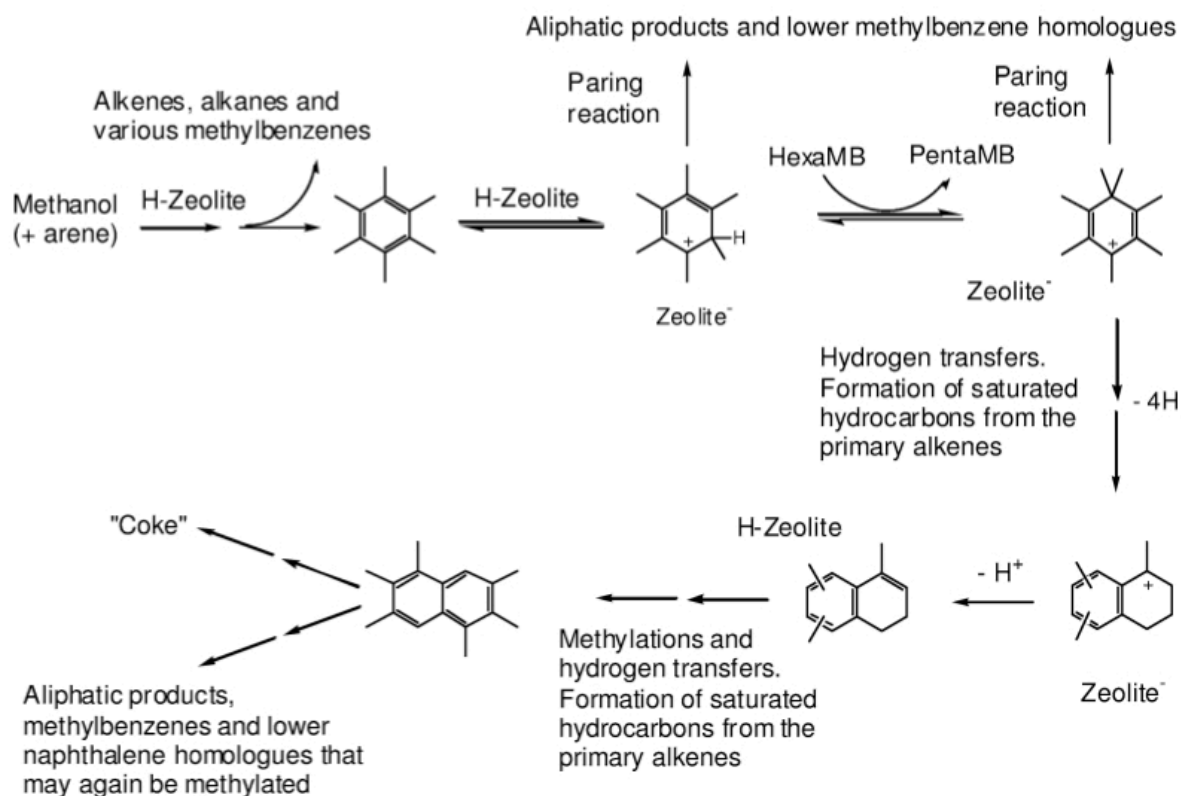 Aliphatic products and lower methylbenzene homologues
Paring
reaction
Paring
reaction
Alkenes, alkanes and
various methylbenzenes
HexaMB
PentaMB
Methanol
(+ arene)
H-Zeolite
H-Zeolite
+
H
+
Zeolite⁻
Zeolite⁻
Hydrogen transfers.
Formation of saturated
hydrocarbons from the
primary alkenes
- 4H
"Coke"
H-Zeolite
- H⁺
+
Methylations and
hydrogen transfers.
Formation of saturated
hydrocarbons from the
primary alkenes
Zeolite⁻
Aliphatic products,
methylbenzenes and lower
naphthalene homologues that
may again be methylated